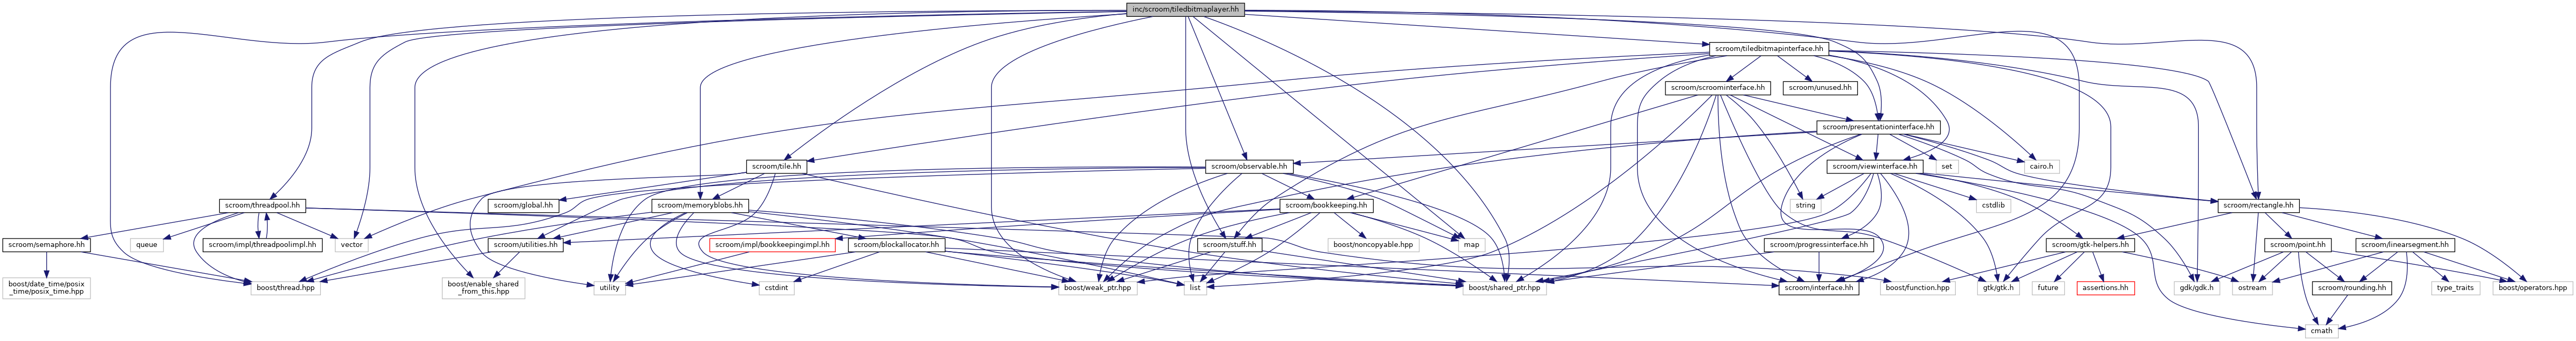 inc/scroom/tiledbitmaplayer.hh
scroom/tiledbitmapinterface.hh
scroom/scroominterface.hh
scroom/unused.hh
scroom/presentationinterface.hh
scroom/tile.hh
scroom/observable.hh
scroom/viewinterface.hh
set
cairo.h
scroom/threadpool.hh
scroom/global.hh
scroom/memoryblobs.hh
scroom/bookkeeping.hh
string
cstdlib
scroom/rectangle.hh
scroom/semaphore.hh
queue
scroom/impl/threadpoolimpl.hh
vector
scroom/utilities.hh
scroom/impl/bookkeepingimpl.hh
scroom/blockallocator.hh
scroom/stuff.hh
boost/noncopyable.hpp
map
scroom/progressinterface.hh
scroom/gtk-helpers.hh
scroom/point.hh
scroom/linearsegment.hh
boost/date_time/posix
_time/posix_time.hpp
boost/thread.hpp
boost/enable_shared
_from_this.hpp
utility
cstdint
boost/weak_ptr.hpp
list
boost/shared_ptr.hpp
scroom/interface.hh
boost/function.hpp
gtk/gtk.h
future
assertions.hh
gdk/gdk.h
ostream
scroom/rounding.hh
type_traits
boost/operators.hpp
cmath